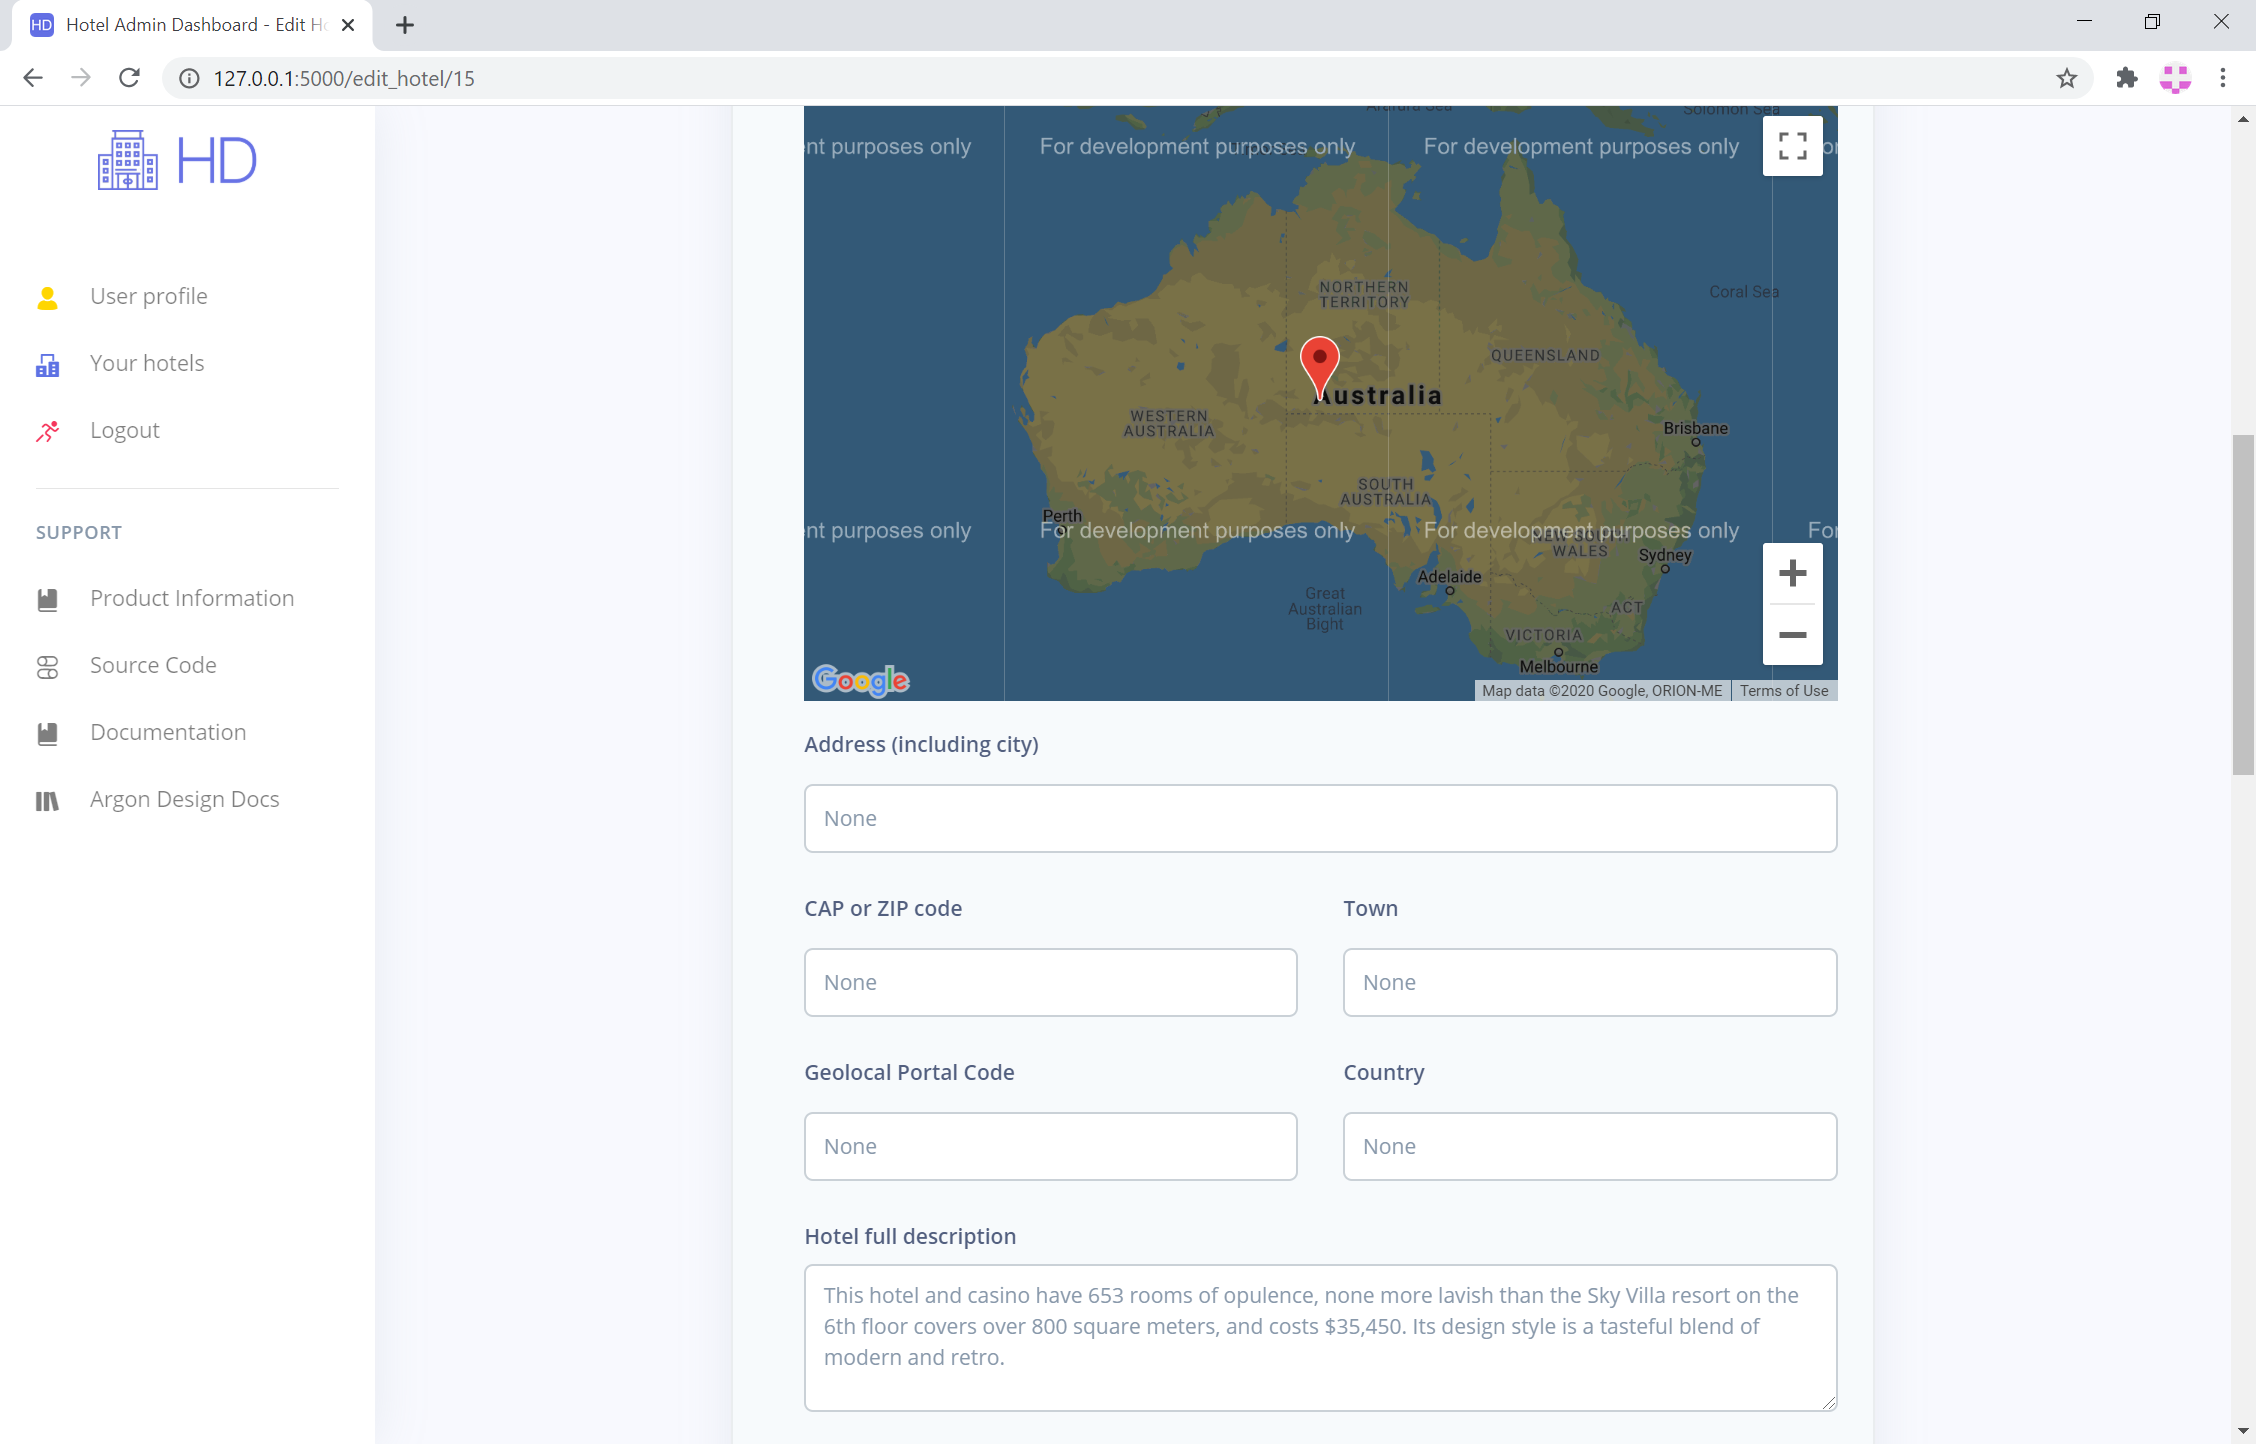 HD Hotel Admin Dashboard - Edit Ho
127.0.0.1:5000/edit_hotel/15
HD
User profile
Your hotels
Logout
SUPPORT
Product Information
Source Code
Documentation
Argon Design Docs
Arafura Sea
Solomon Sea
nt purposes only
For development purposes only
For development purposes only
or
Coral Sea
NORTHERN
TERRITORY
QUEENSLAND
Australia
WESTERN
AUSTRALIA
Brisbane
SOUTH
AUSTRALIA
Perth
nt purposes only
For development purposes only
For development purposes only
For
NEW SOUTH
WALES
Sydney
Adelaide
Great
Australian
Bight
ACT
VICTORIA
Melbourne
Google
Map data ©2020 Google, ORION-ME
Terms of Use
Address (including city)
None
CAP or ZIP code
Town
None
None
Geolocal Portal Code
Country
None
None
Hotel full description
This hotel and casino have 653 rooms of opulence, none more lavish than the Sky Villa resort on the
6th floor covers over 800 square meters, and costs $35,450. Its design style is a tasteful blend of
modern and retro.